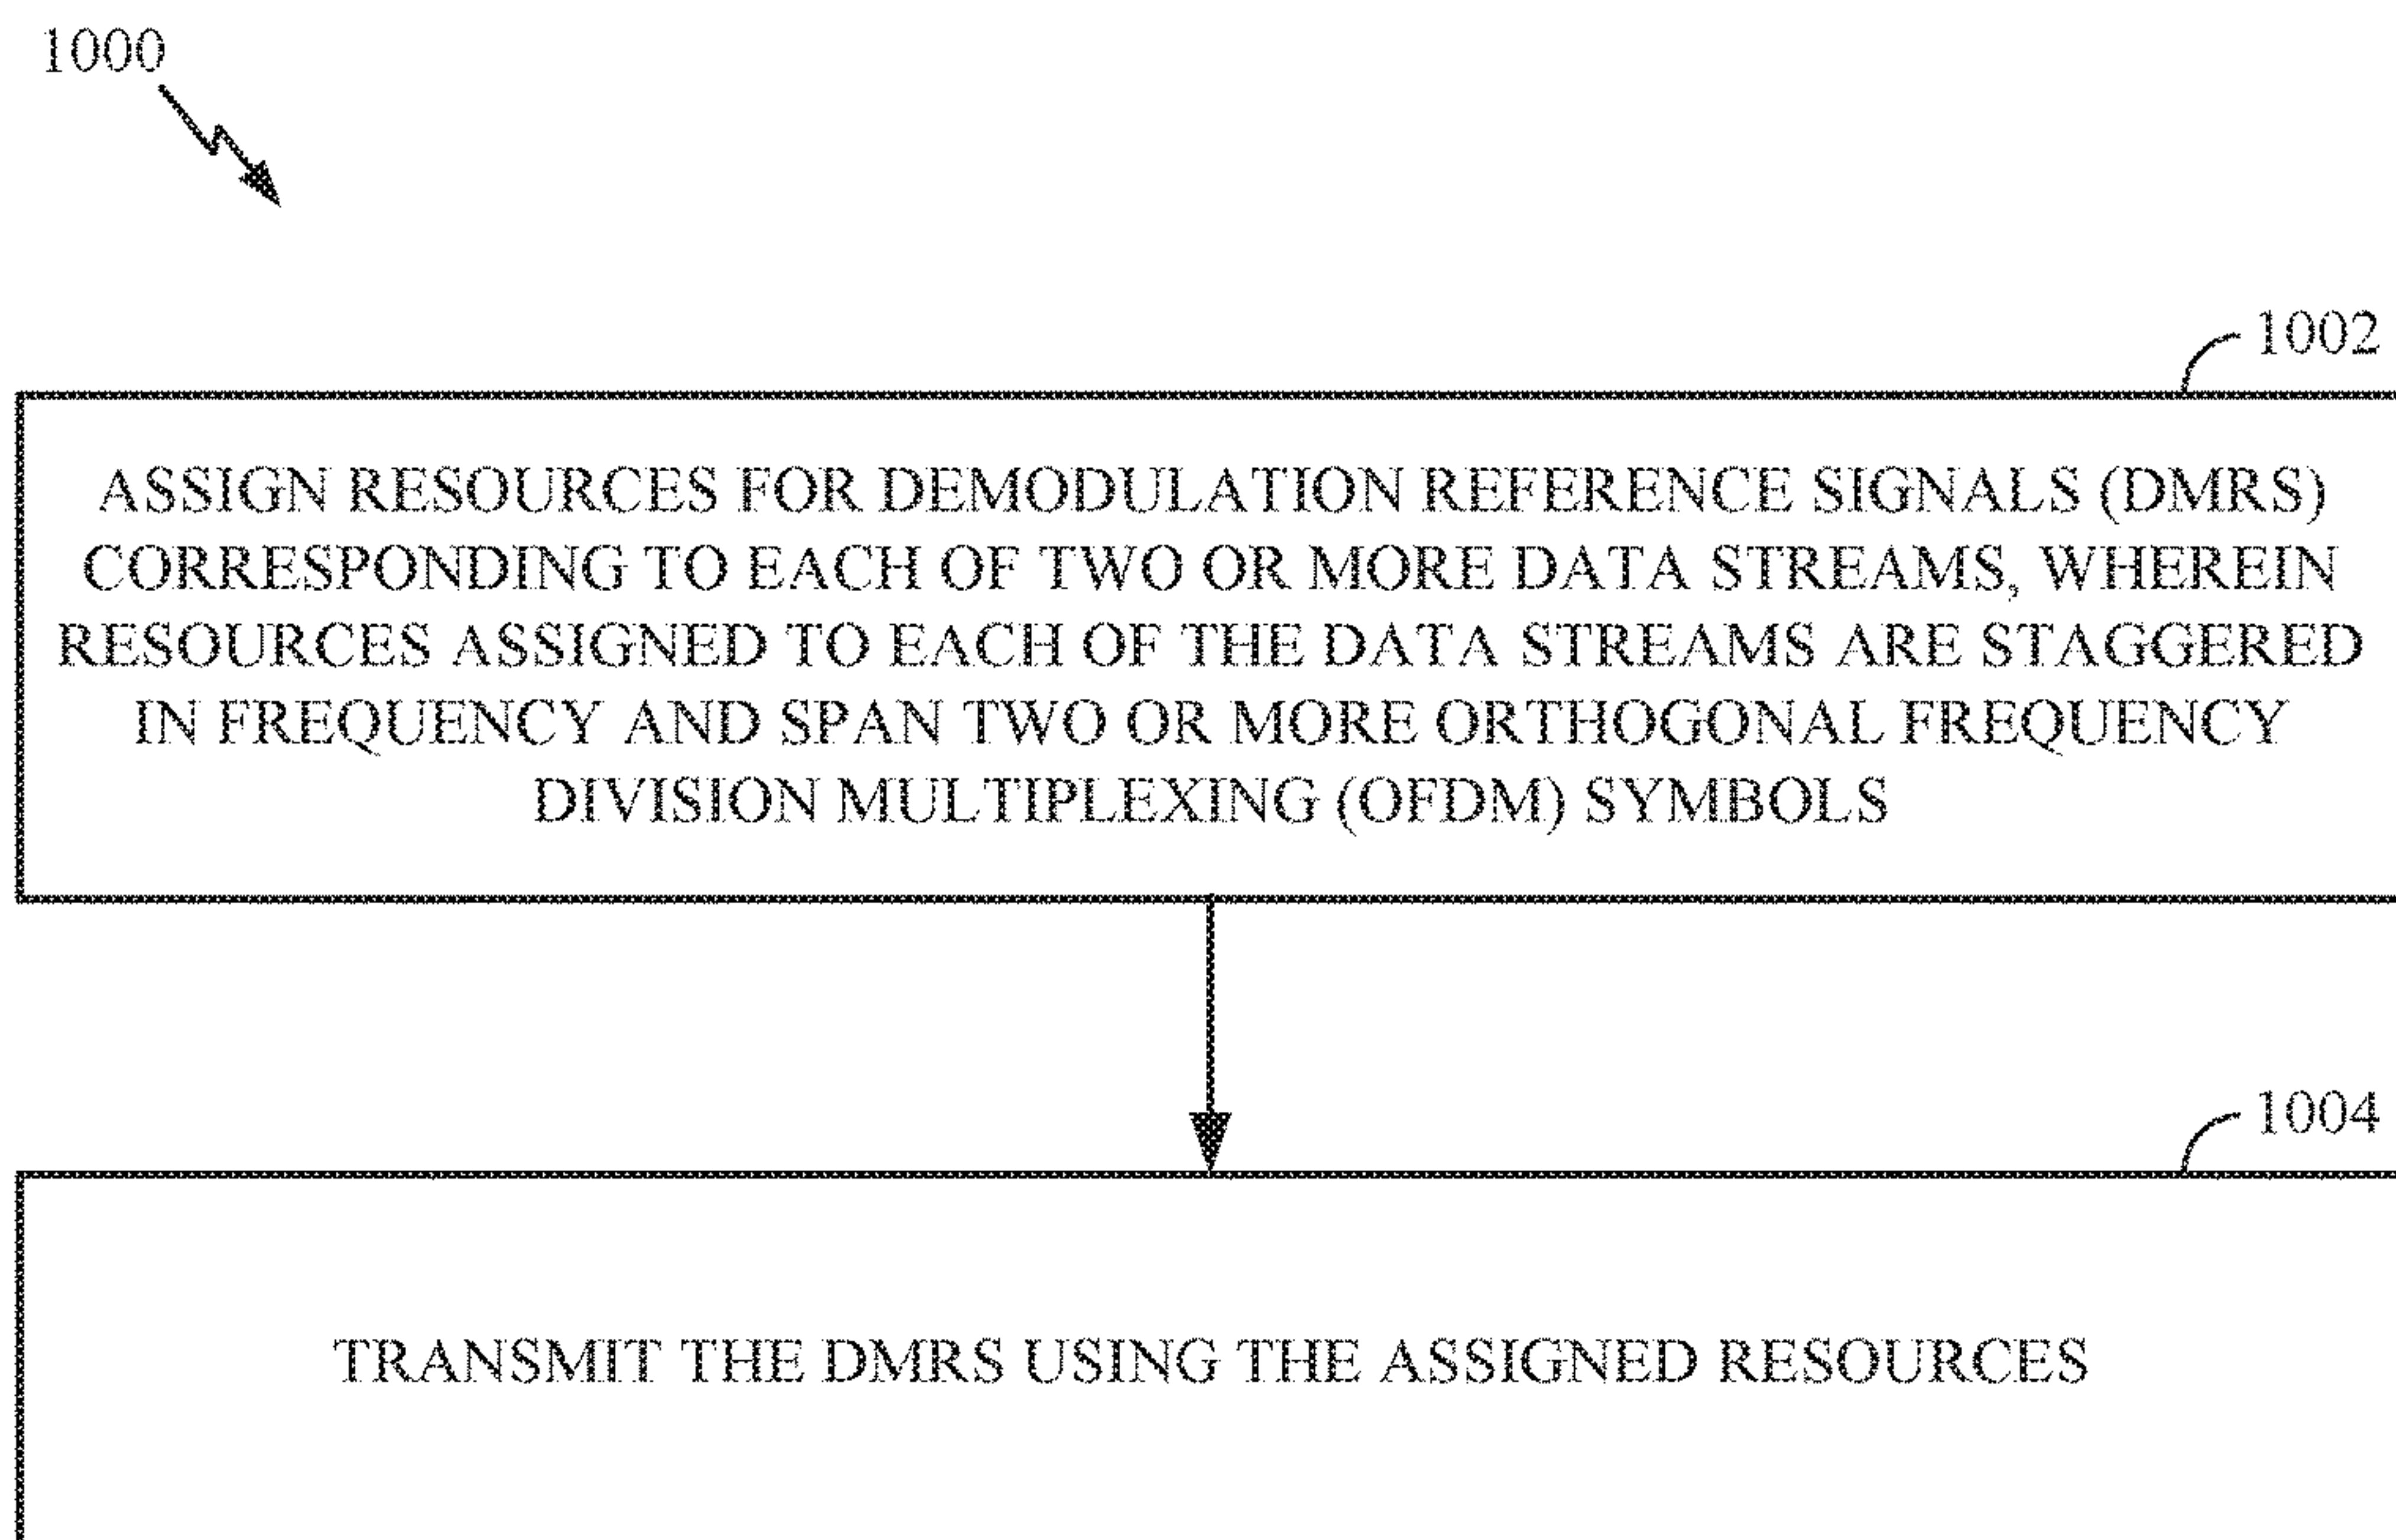 1000
1002
ASSIGN RESOURCES FOR DEMODULATION REFERENCE SIGNALS (DMRS)
CORRESPONDING TO EACH OF TWO OR MORE DATA STREAMS, WHEREIN
RESOURCES ASSIGNED TO EACH OF THE DATA STREAMS ARE STAGGERED
IN FREQUENCY AND SPAN TWO OR MORE ORTHOGONAL FREQUENCY
DIVISION MULTIPLEXING (OFDM) SYMBOLS
1004
TRANSMIT THE DMRS USING THE ASSIGNED RESOURCES